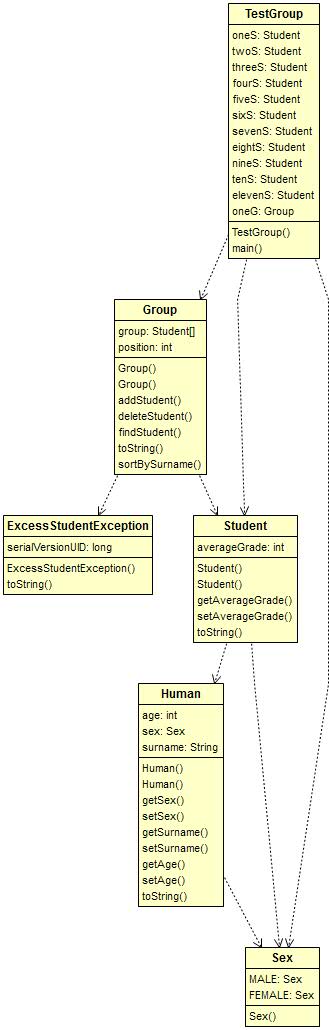 TestGroup
oneS: Student
twoS: Student
threeS: Student
fourS: Student
fiveS: Student
sixS: Student
sevenS: Student
eightS: Student
nineS: Student
tenS: Student
elevenS: Student
oneG: Group
TestGroup()
main()
Group
group: Student[]
position: int
Group()
Group()
addStudent()
deleteStudent()
findStudent()
toString()
sortBySurname()
ExcessStudentException
serialVersionUID: long
ExcessStudentException()
toString()
Student
averageGrade: int
Student()
Student()
getAverageGrade()
setAverageGrade()
toString()
Human
age: int
sex: Sex
surname: String
Human()
Human()
getSex()
setSex()
getSurname()
setSurname()
getAge()
setAge()
toString()
Sex
MALE: Sex
FEMALE: Sex
Sex()